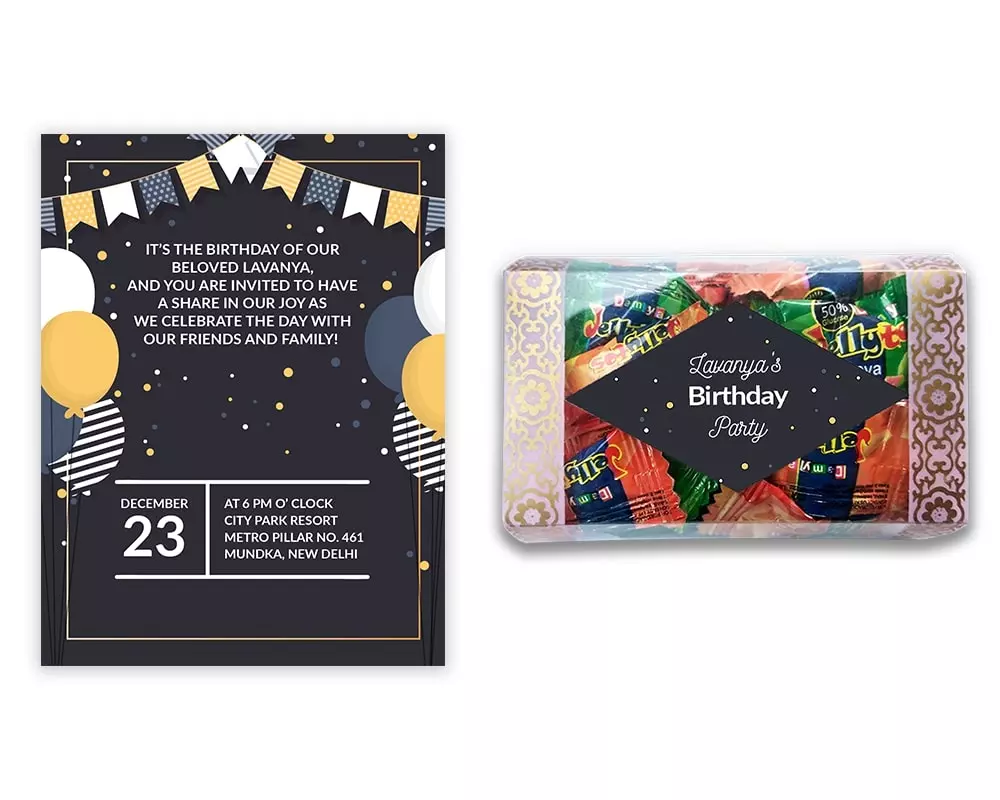 IT'S THE BIRTHDAY OF OUR
BELOVED LAVANYA,
AND YOU ARE INVITED TO HAVE
A SHARE IN OUR JOY AS
WE CELEBRATE THE DAY WITH
OUR FRIENDS AND FAMILY!
DECEMBER
23
AT 6 PM O' CLOCK
CITY PARK RESORT
METRO PILLAR NO. 461
MUNDKA, NEW DELHI
Lavanya's
Birthday
Party
50%